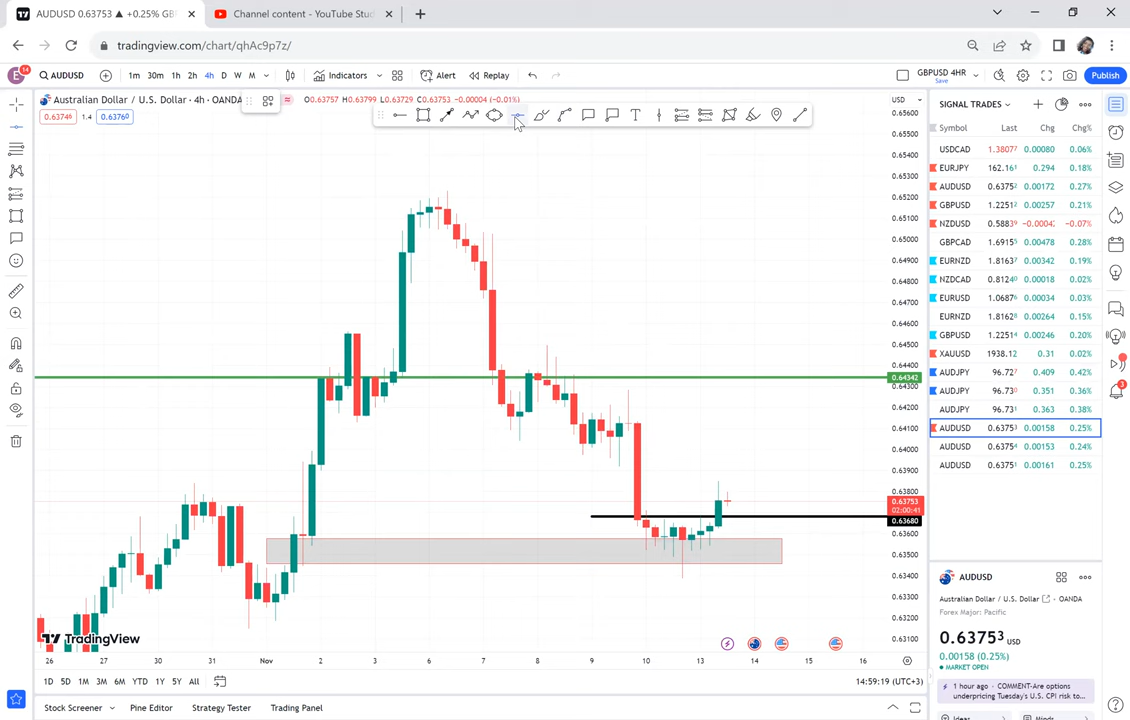 AUDUSD 0.63753 ▲ +0.25% GBP
Channel content - YouTube Studio
tradingview.com/chart/qhAc9p7z/
E 14
AUDUSD
1m 30m 1h 2h 4h D W M
Indicators
Alert
Replay
GBPUSD 4HR
Save
Publish
Australian Dollar / U.S. Dollar · 4h · OANDA
O0.63757 H0.63799 L0.63729 C0.63753 −0.00004 (−0.01%)
0.63746 1.4 0.63760
USD
0.65600
0.65500
0.65400
0.65300
0.65200
0.65100
0.65000
0.64900
0.64800
0.64700
0.64600
0.64500
0.64400
0.64342
0.64300
0.64200
0.64100
0.64000
0.63900
0.63800
0.63753
02:00:41
0.63680
0.63600
0.63500
0.63400
0.63300
0.63200
0.63100
TradingView
26 27 30 31 Nov 2 3 6 7 8 9 10 13 14 15 16
1D 5D 1M 3M 6M YTD 1Y 5Y All
14:59:19 (UTC+3)
Stock Screener
Pine Editor
Strategy Tester
Trading Panel
SIGNAL TRADES
Symbol Last Chg Chg%
USDCAD 1.38077 0.00080 0.06%
EURJPY 162.161 0.294 0.18%
AUDUSD 0.63752 0.00172 0.27%
GBPUSD 1.22512 0.00257 0.21%
NZDUSD 0.58839 −0.00042 −0.07%
GBPCAD 1.69155 0.00478 0.28%
EURNZD 1.81637 0.00342 0.19%
NZDCAD 0.81240 0.00018 0.02%
EURUSD 1.06876 0.00034 0.03%
EURNZD 1.81628 0.00264 0.15%
GBPUSD 1.22514 0.00246 0.20%
XAUUSD 1938.12 0.31 0.02%
AUDJPY 96.727 0.409 0.42%
AUDJPY 96.730 0.351 0.36%
AUDJPY 96.731 0.363 0.38%
AUDUSD 0.63753 0.00158 0.25%
AUDUSD 0.63754 0.00153 0.24%
AUDUSD 0.63751 0.00161 0.25%
AUDUSD
Australian Dollar / U.S. Dollar · OANDA
Forex Major: Pacific
0.63753 USD
0.00158 (0.25%)
MARKET OPEN
1 hour ago · COMMENT-Are options
underpricing Tuesday's U.S. CPI risk to...
Ideas
Minds
3